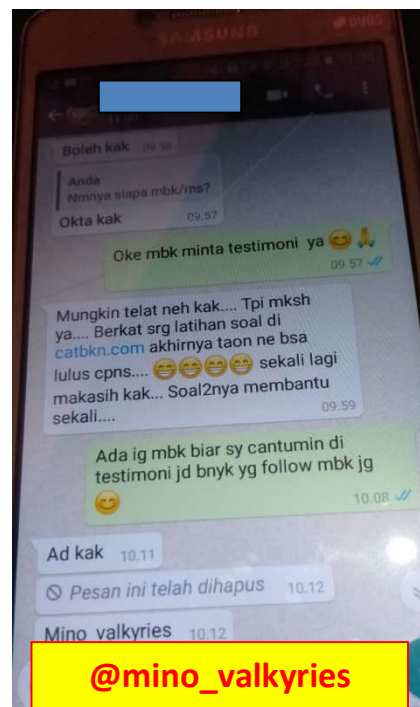 SAMSUNG
Boleh kak 09.56
Anda
Nmnya siapa mbk/ms?
Okta kak 09.57
Oke mbk minta testimoni ya 😊 🙏
09.57
Mungkin telat neh kak.... Tpi mksh
ya.... Berkat srg latihan soal di
catbkn.com akhirnya taon ne bsa
lulus cpns.... 😁😁😁😁 sekali lagi
makasih kak... Soal2nya membantu
sekali.... 09.59
Ada ig mbk biar sy cantumin di
testimoni jd bnyk yg follow mbk jg
😊 10.08
Ad kak 10.11
Pesan ini telah dihapus 10.12
Mino_valkyries 10.12
@mino_valkyries